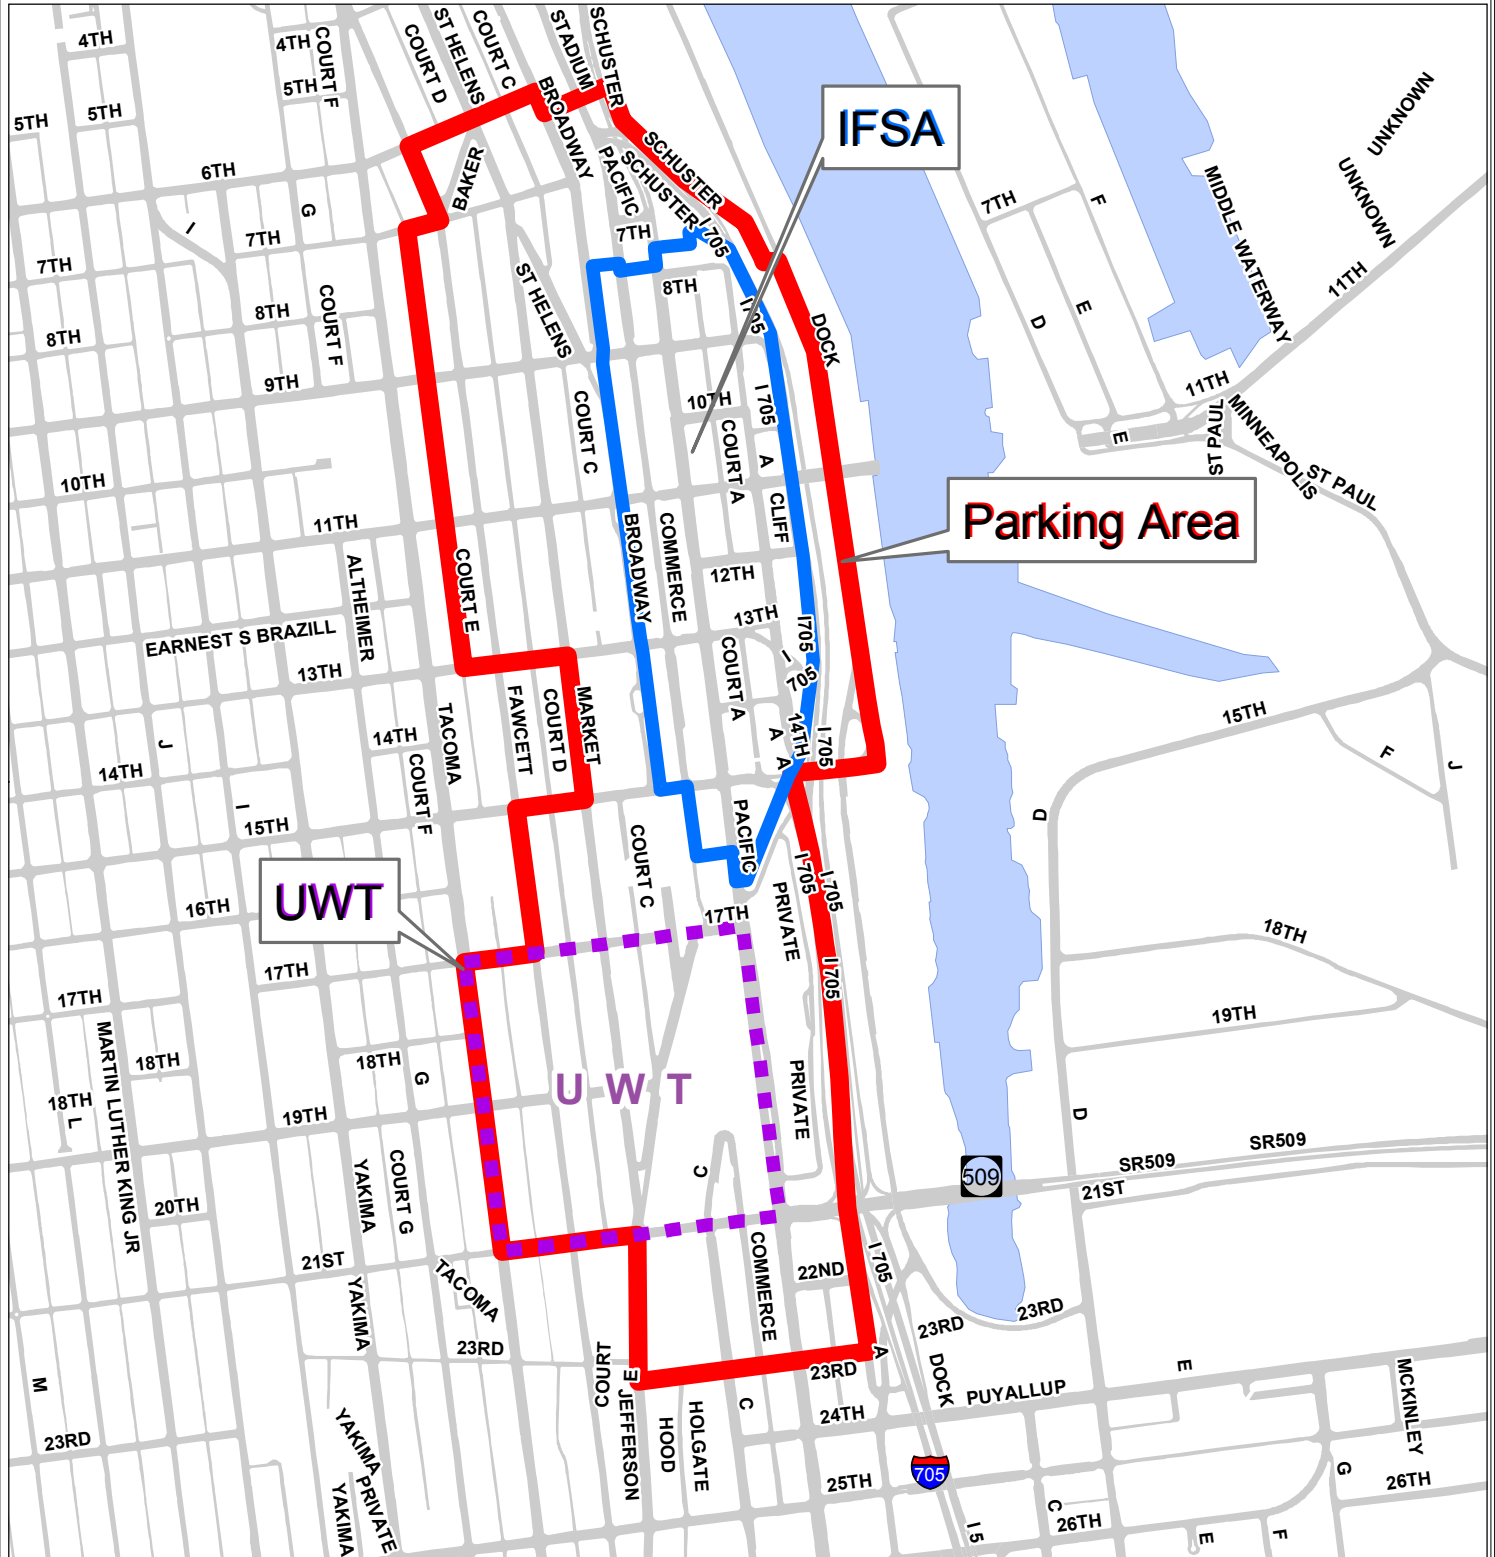 4TH
4TH
COURT F
COURT D
ST HELENS
COURT C
STADIUM
SCHUSTER
5TH
5TH
5TH
BROADWAY
IFSA
UNKNOWN
UNKNOWN
6TH
BAKER
PACIFIC
SCHUSTER
SCHUSTER
I
G
7TH
7TH
7TH
I 705
7TH
F
MIDDLE WATERWAY
11TH
8TH
8TH
COURT F
ST HELENS
8TH
I705
DOCK
D
E
9TH
COURT C
10TH
I 705
11TH
E
ST PAUL
MINNEAPOLIS
ST PAUL
10TH
COURT A
A
CLIFF
11TH
BROADWAY
COMMERCE
Parking Area
ALTHEIMER
COURT E
12TH
EARNEST S BRAZILL
13TH
I705
13TH
COURT A
I 705
J
14TH
14TH
TACOMA
FAWCETT
COURT D
MARKET
A
A
14TH
I 705
15TH
F
J
I
15TH
COURT F
COURT C
PACIFIC
D
I 705
I 705
UWT
16TH
17TH
PRIVATE
18TH
17TH
17TH
I 705
19TH
MARTIN LUTHER KING JR
18TH
18TH
G
U W T
PRIVATE
18TH
L
19TH
C
D
SR509
SR509
509
21ST
YAKIMA
COURT G
20TH
21ST
TACOMA
COMMERCE
22ND
I 705
YAKIMA
23RD
23RD
23RD
COURT
E
A
23RD
DOCK
PUYALLUP
E
MCKINLEY
M
JEFFERSON
HOOD
HOLGATE
C
24TH
23RD
YAKIMA
PRIVATE
YAKIMA
25TH
705
G
26TH
I 5
C
26TH
E
F